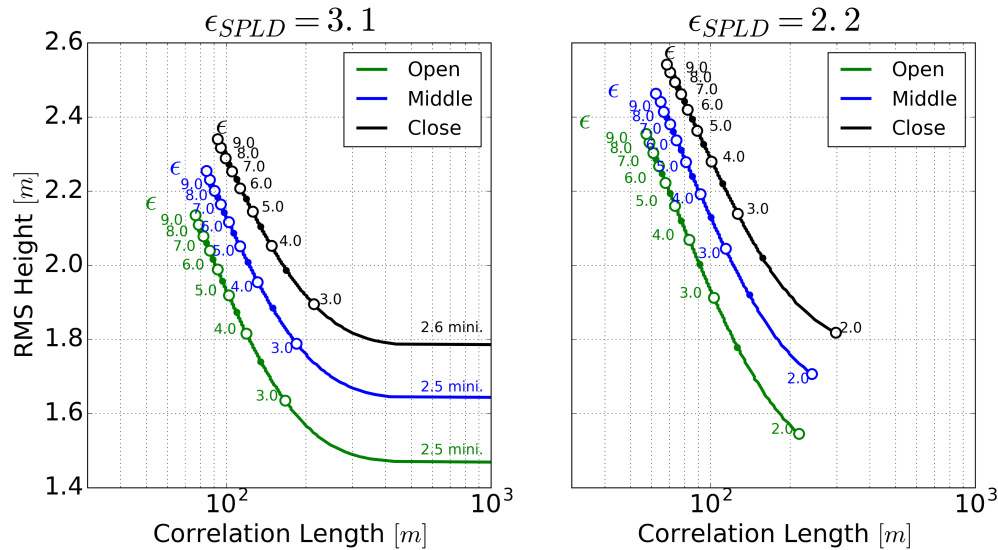 ϵSPLD = 3.1
ϵSPLD = 2.2
2.6
2.4
2.2
2.0
1.8
1.6
1.4
RMS Height [m]
Open
Middle
Close
ϵ
9.0
8.0
7.0
6.0
5.0
4.0
3.0
2.6 mini.
ϵ
9.0
8.0
7.0
6.0
5.0
4.0
3.0
2.5 mini.
ϵ
9.0
8.0
7.0
6.0
5.0
4.0
3.0
2.5 mini.
10²
10³
Correlation Length [m]
Open
Middle
Close
ϵ
9.0
8.0
7.0
6.0
5.0
4.0
3.0
2.0
ϵ
9.0
8.0
7.0
6.0
5.0
4.0
3.0
2.0
ϵ
9.0
8.0
7.0
6.0
5.0
4.0
3.0
2.0
10²
10³
Correlation Length [m]